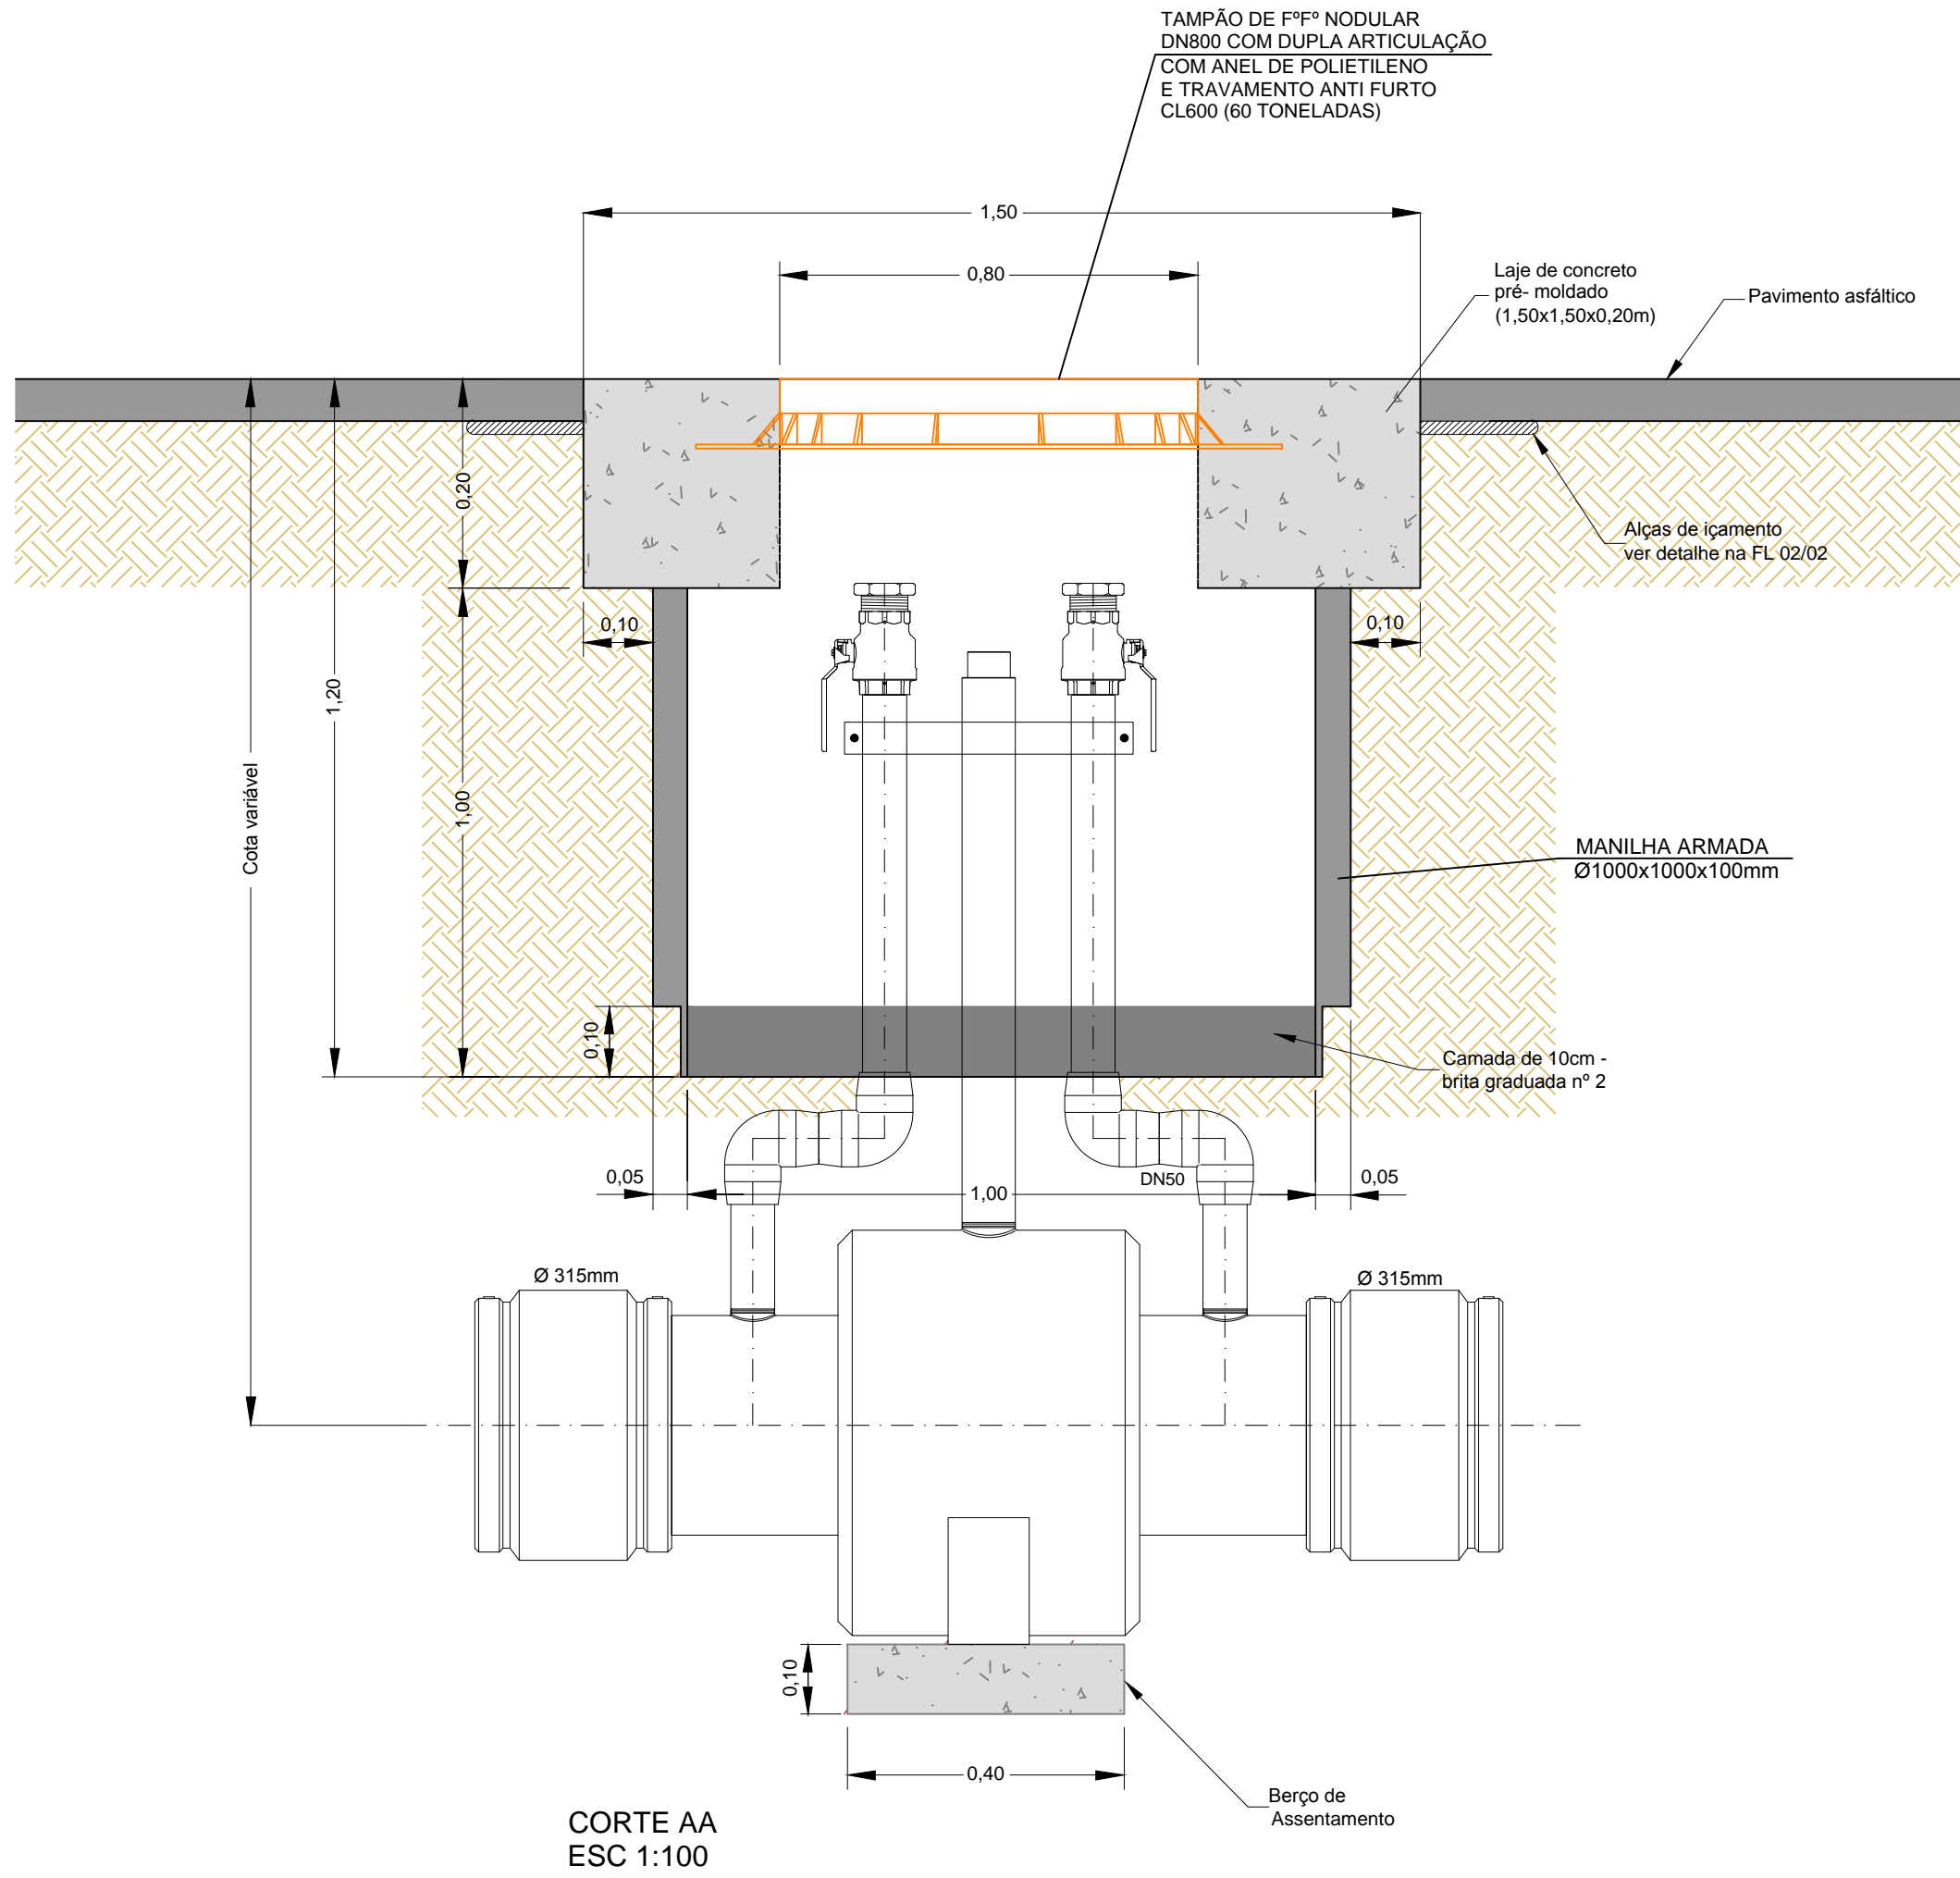 TAMPÃO DE FºFº NODULAR
DN800 COM DUPLA ARTICULAÇÃO
COM ANEL DE POLIETILENO
E TRAVAMENTO ANTI FURTO
CL600 (60 TONELADAS)
1,50
0,80
Laje de concreto
pré- moldado
(1,50x1,50x0,20m)
Pavimento asfáltico
0,20
Alças de içamento
ver detalhe na FL 02/02
0,10
0,10
1,20
Cota variável
1,00
MANILHA ARMADA
Ø1000x1000x100mm
0,10
Camada de 10cm -
brita graduada nº 2
0,05
1,00
DN50
0,05
Ø 315mm
Ø 315mm
0,10
0,40
Berço de
Assentamento
CORTE AA
ESC 1:100